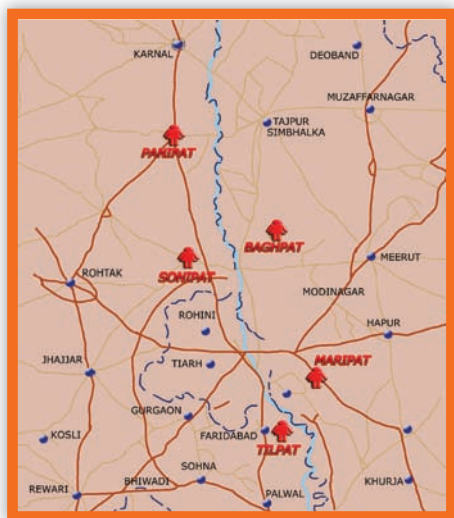 KARNAL
DEOBAND
MUZAFFARNAGAR
TAJPUR
SIMBHALKA
PANIPAT
BAGHPAT
SONIPAT
MEERUT
ROHTAK
MODINAGAR
ROHINI
HAPUR
TIARH
JHAJJAR
MARIPAT
GURGAON
KOSLI
FARIDABAD
TILPAT
SOHNA
BHIWADI
KHURJA
REWARI
PALWAL